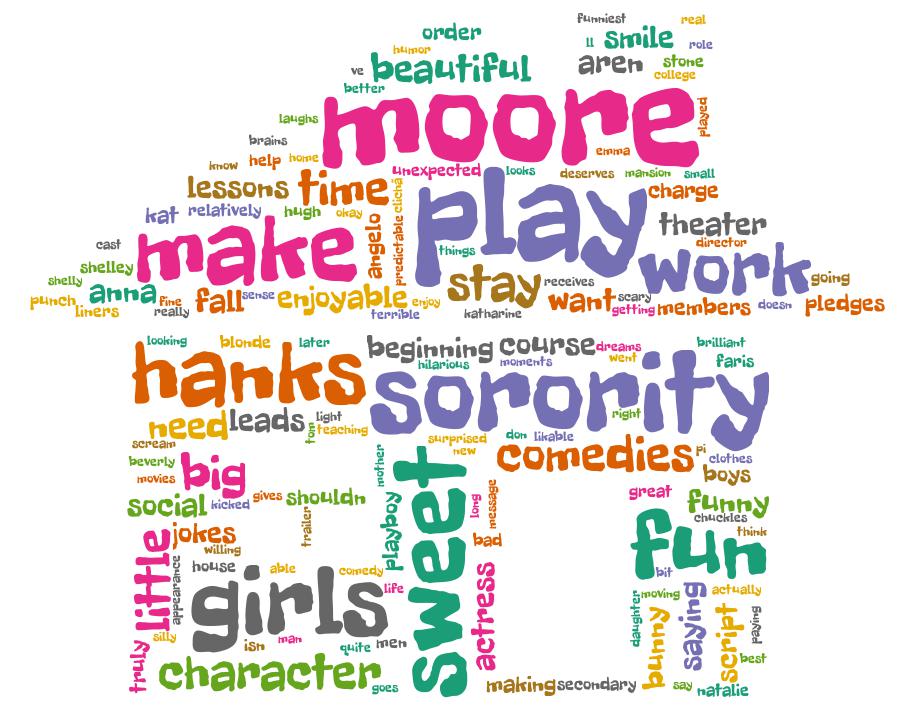 funniest
real
order
ll
smile
role
humor
ve
beautiful
aren
stone
college
better
laughs
moore
played
brains
emma
know
help
home
unexpected
looks
deserves
mansion
small
lessons
time
clichã
play
charge
kat
relatively
hugh
okay
angelo
predictable
theater
director
cast
make
things
work
shelley
shelly
anna
stay
receives
going
punch
liners
fine
really
fall
sense
enjoyable
enjoy
terrible
katharine
want
scary
getting
members
doesn
pledges
looking
blonde
later
beginning
course
dreams
brilliant
hanks
hilarious
moments
went
faris
sorority
need
leads
light
tom
teaching
right
scream
surprised
new
don
likable
beverly
movies
big
mother
sweet
comedies
pi
clothes
boys
social
kicked
gives
shouldn
playboy
long
message
great
funny
chuckles
trailer
little
jokes
willing
bad
fun
think
appearance
house
able
comedy
life
actress
bit
girls
daughter
moving
bunny
saying
actually
script
paying
silly
isn
man
quite
men
truly
character
goes
making
secondary
say
natalie
best